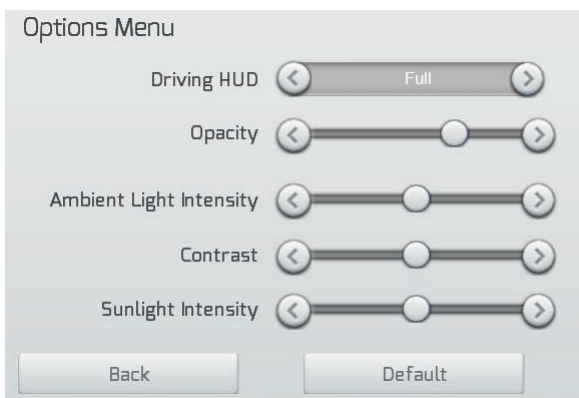 Options Menu
Driving HUD Full
Opacity
Ambient Light Intensity
Contrast
Sunlight Intensity
Back Default